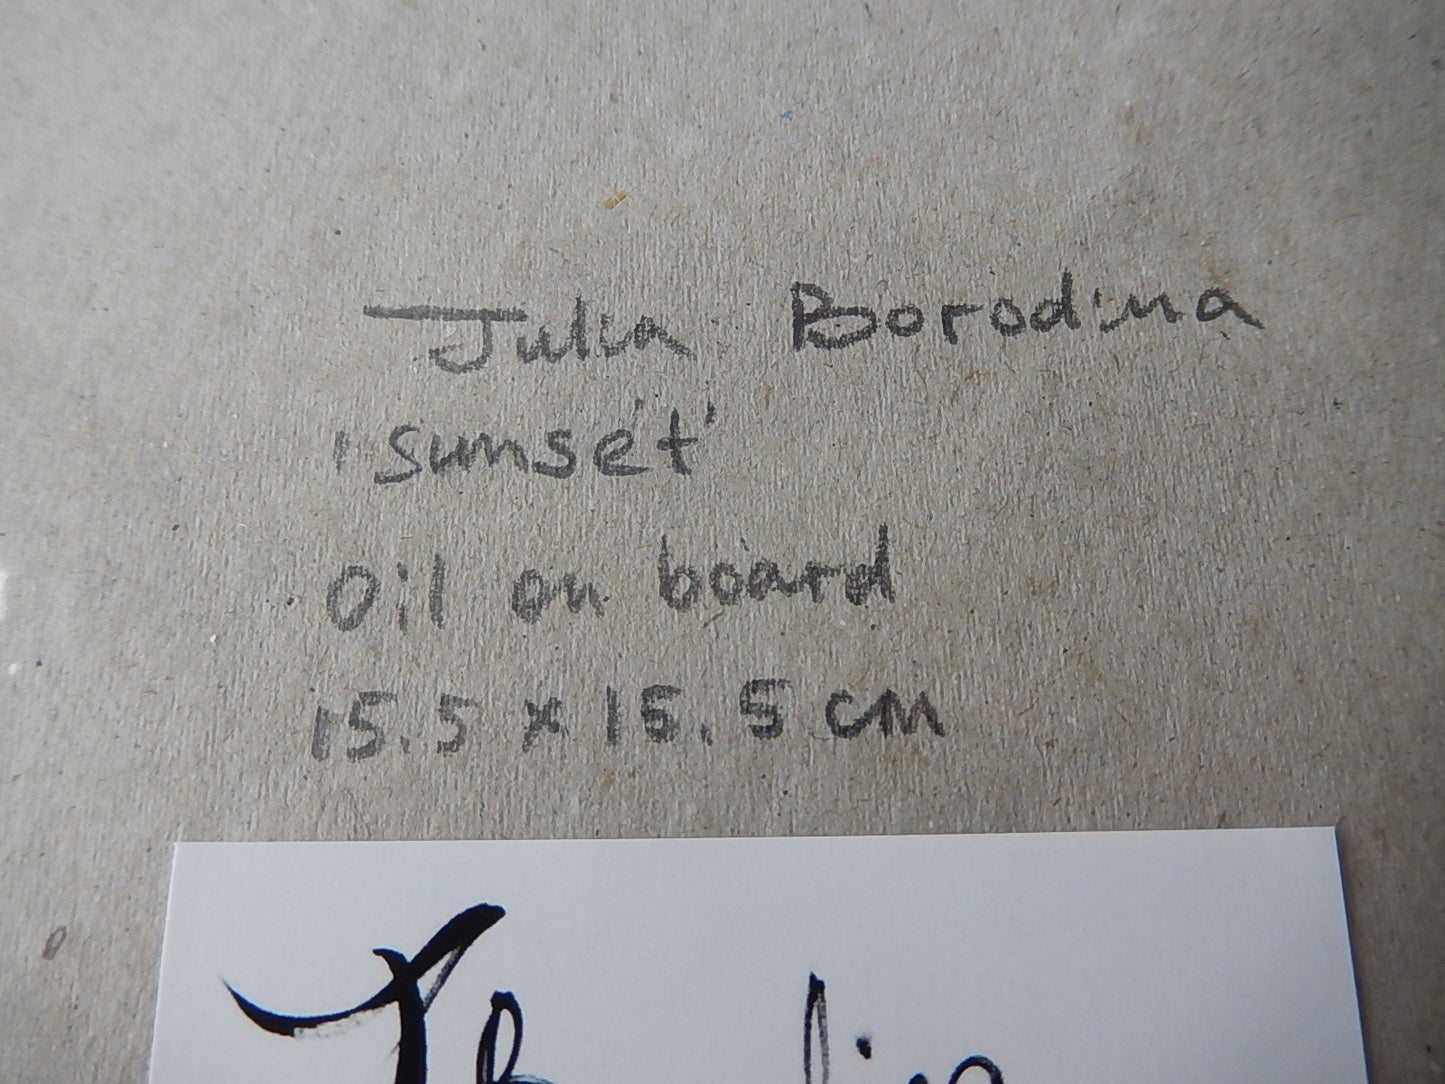 Julia Borodina
'sunset'
Oil on board
15.5 x 15.5 cm